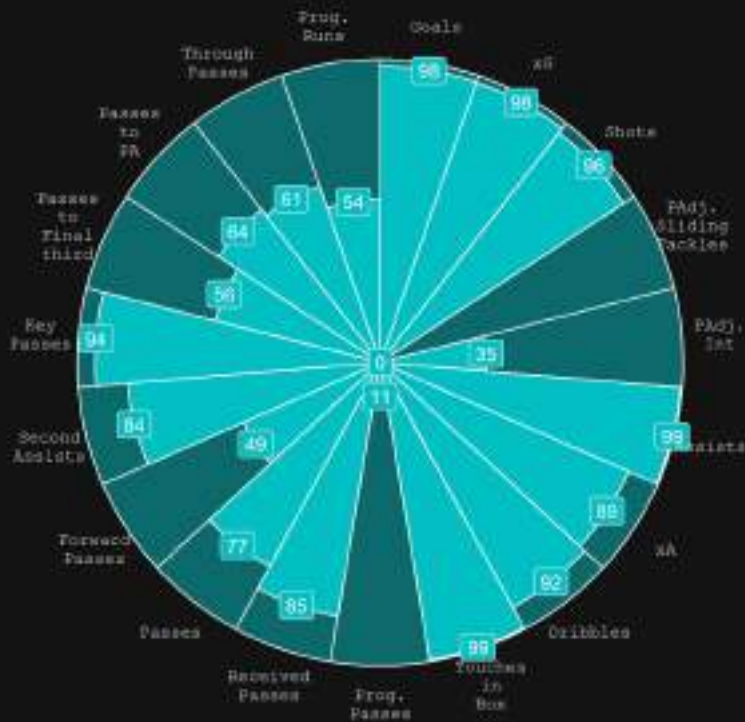 Goals
98
xG
98
Shots
96
PAdj.
Sliding
Tackles
0
PAdj.
Int
35
Assists
99
xA
89
Dribbles
92
Touches
in
Box
99
Prog.
Passes
11
Received
Passes
85
Passes
77
Forward
Passes
49
Second
Assists
84
Key
Passes
94
Passes
to
Final
third
56
Passes
to
PA
64
Through
Passes
61
Prog.
Runs
54